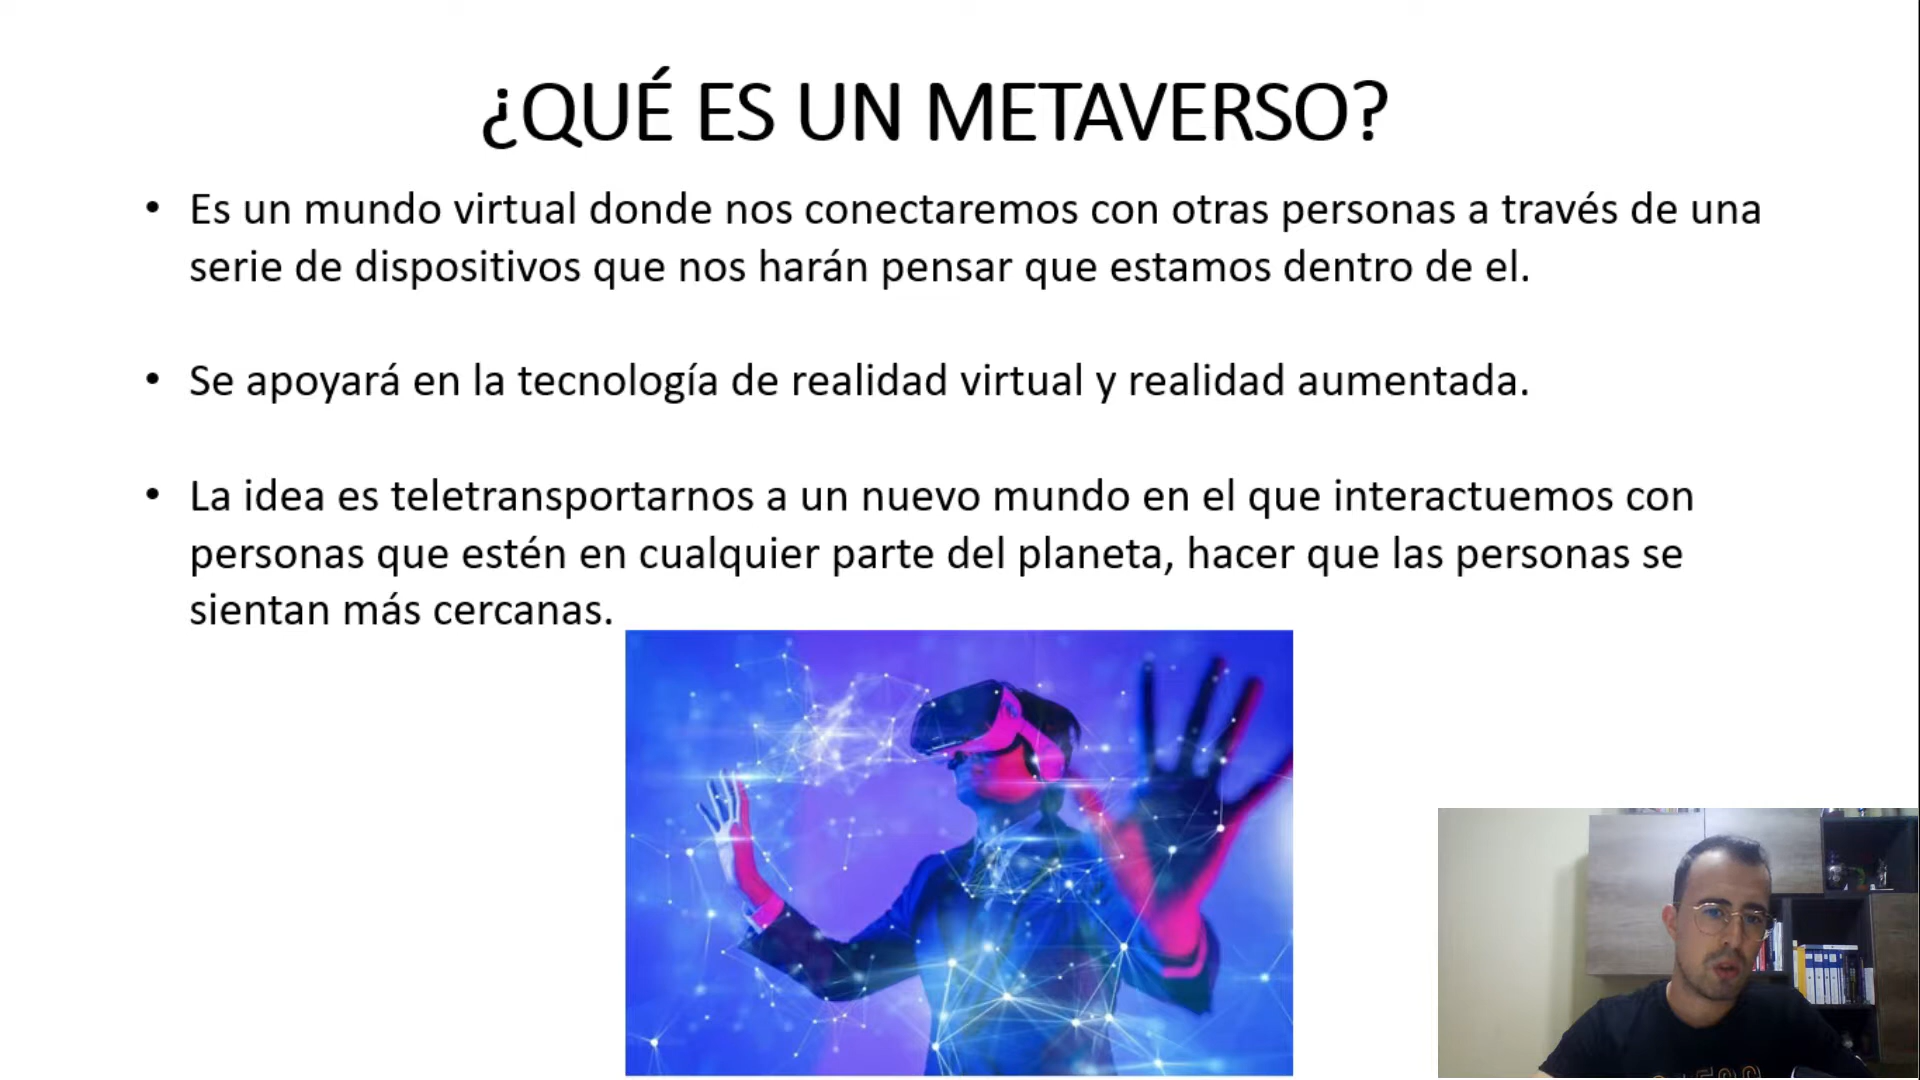 ¿QUÉ ES UN METAVERSO?
• Es un mundo virtual donde nos conectaremos con otras personas a través de una
serie de dispositivos que nos harán pensar que estamos dentro de el.
• Se apoyará en la tecnología de realidad virtual y realidad aumentada.
• La idea es teletransportarnos a un nuevo mundo en el que interactuemos con
personas que estén en cualquier parte del planeta, hacer que las personas se
sientan más cercanas.